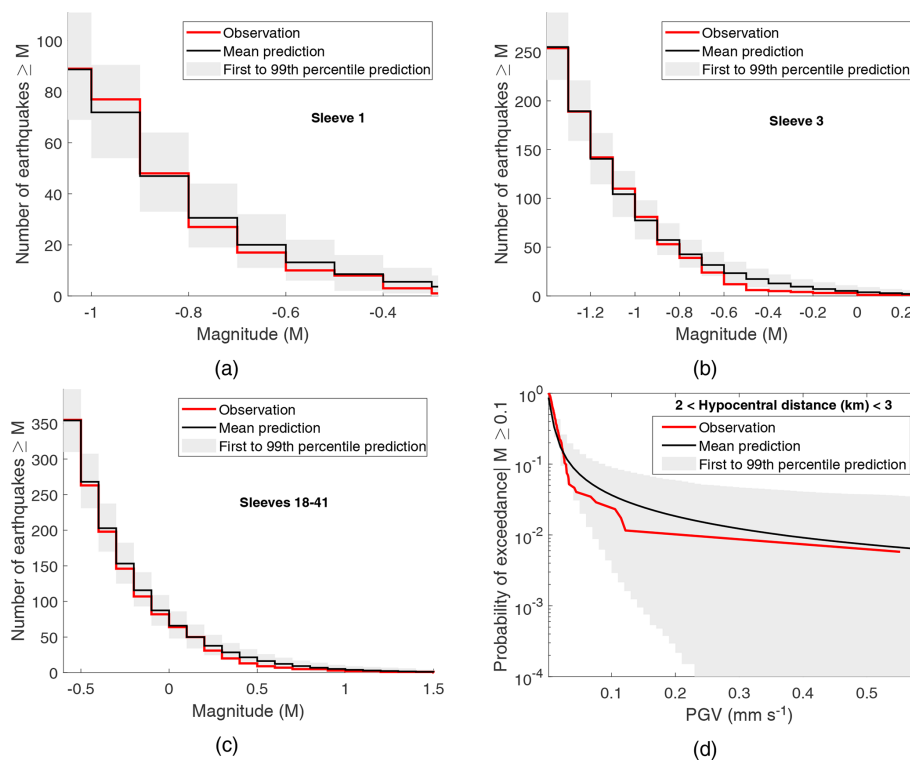 Number of earthquakes ≥ M
100
80
60
40
20
0
Observation
Mean prediction
First to 99th percentile prediction
Sleeve 1
-1
-0.8
-0.6
-0.4
Magnitude (M)
(a)
Number of earthquakes ≥ M
250
200
150
100
50
0
Observation
Mean prediction
First to 99th percentile prediction
Sleeve 3
-1.2
-1
-0.8
-0.6
-0.4
-0.2
0
0.2
Magnitude (M)
(b)
Number of earthquakes ≥ M
350
300
250
200
150
100
50
0
Observation
Mean prediction
First to 99th percentile prediction
Sleeves 18-41
-0.5
0
0.5
1
1.5
Magnitude (M)
(c)
Probability of exceedance| M ≥ 0.1
10⁰
10⁻¹
10⁻²
10⁻³
10⁻⁴
2 < Hypocentral distance (km) < 3
Observation
Mean prediction
First to 99th percentile prediction
0.1
0.2
0.3
0.4
0.5
PGV (mm s⁻¹)
(d)